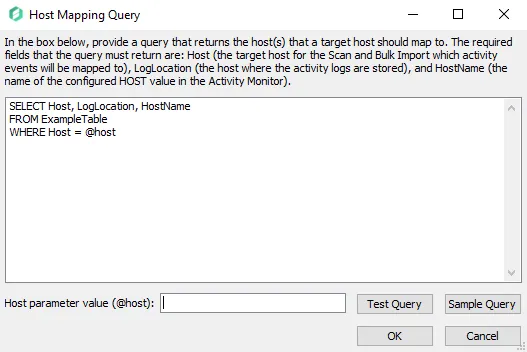 Host Mapping Query
In the box below, provide a query that returns the host(s) that a target host should map to. The required
fields that the query must return are: Host (the target host for the Scan and Bulk Import which activity
events will be mapped to), LogLocation (the host where the activity logs are stored), and HostName (the
name of the configured HOST value in the Activity Monitor).
SELECT Host, LogLocation, HostName
FROM ExampleTable
WHERE Host = @host
Host parameter value (@host):
Test Query
Sample Query
OK
Cancel